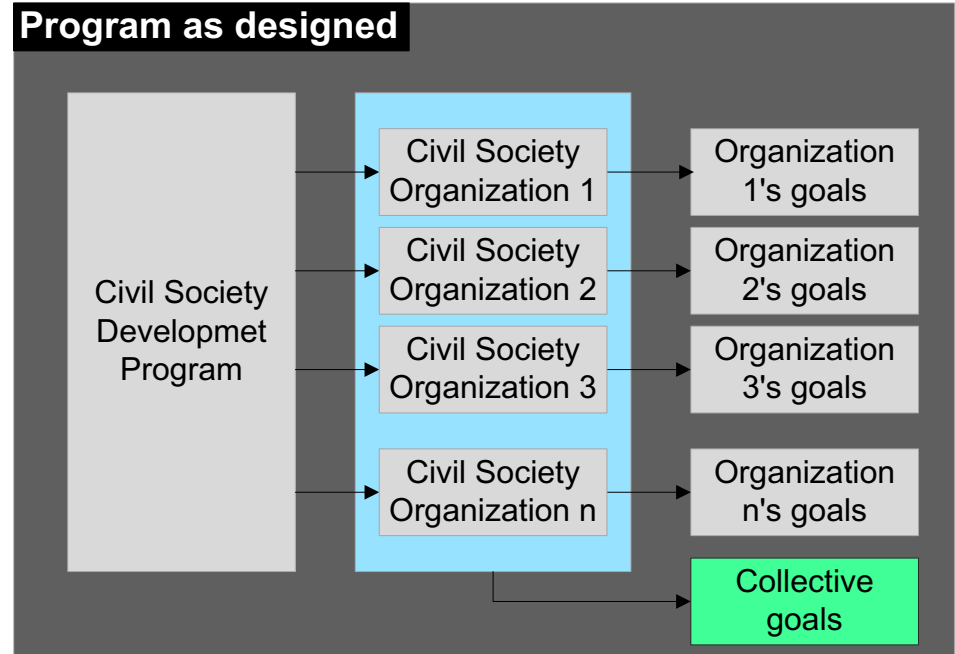 Program as designed
Civil Society
Developmet
Program
Civil Society
Organization 1
Organization
1's goals
Civil Society
Organization 2
Organization
2's goals
Civil Society
Organization 3
Organization
3's goals
Civil Society
Organization n
Organization
n's goals
Collective
goals